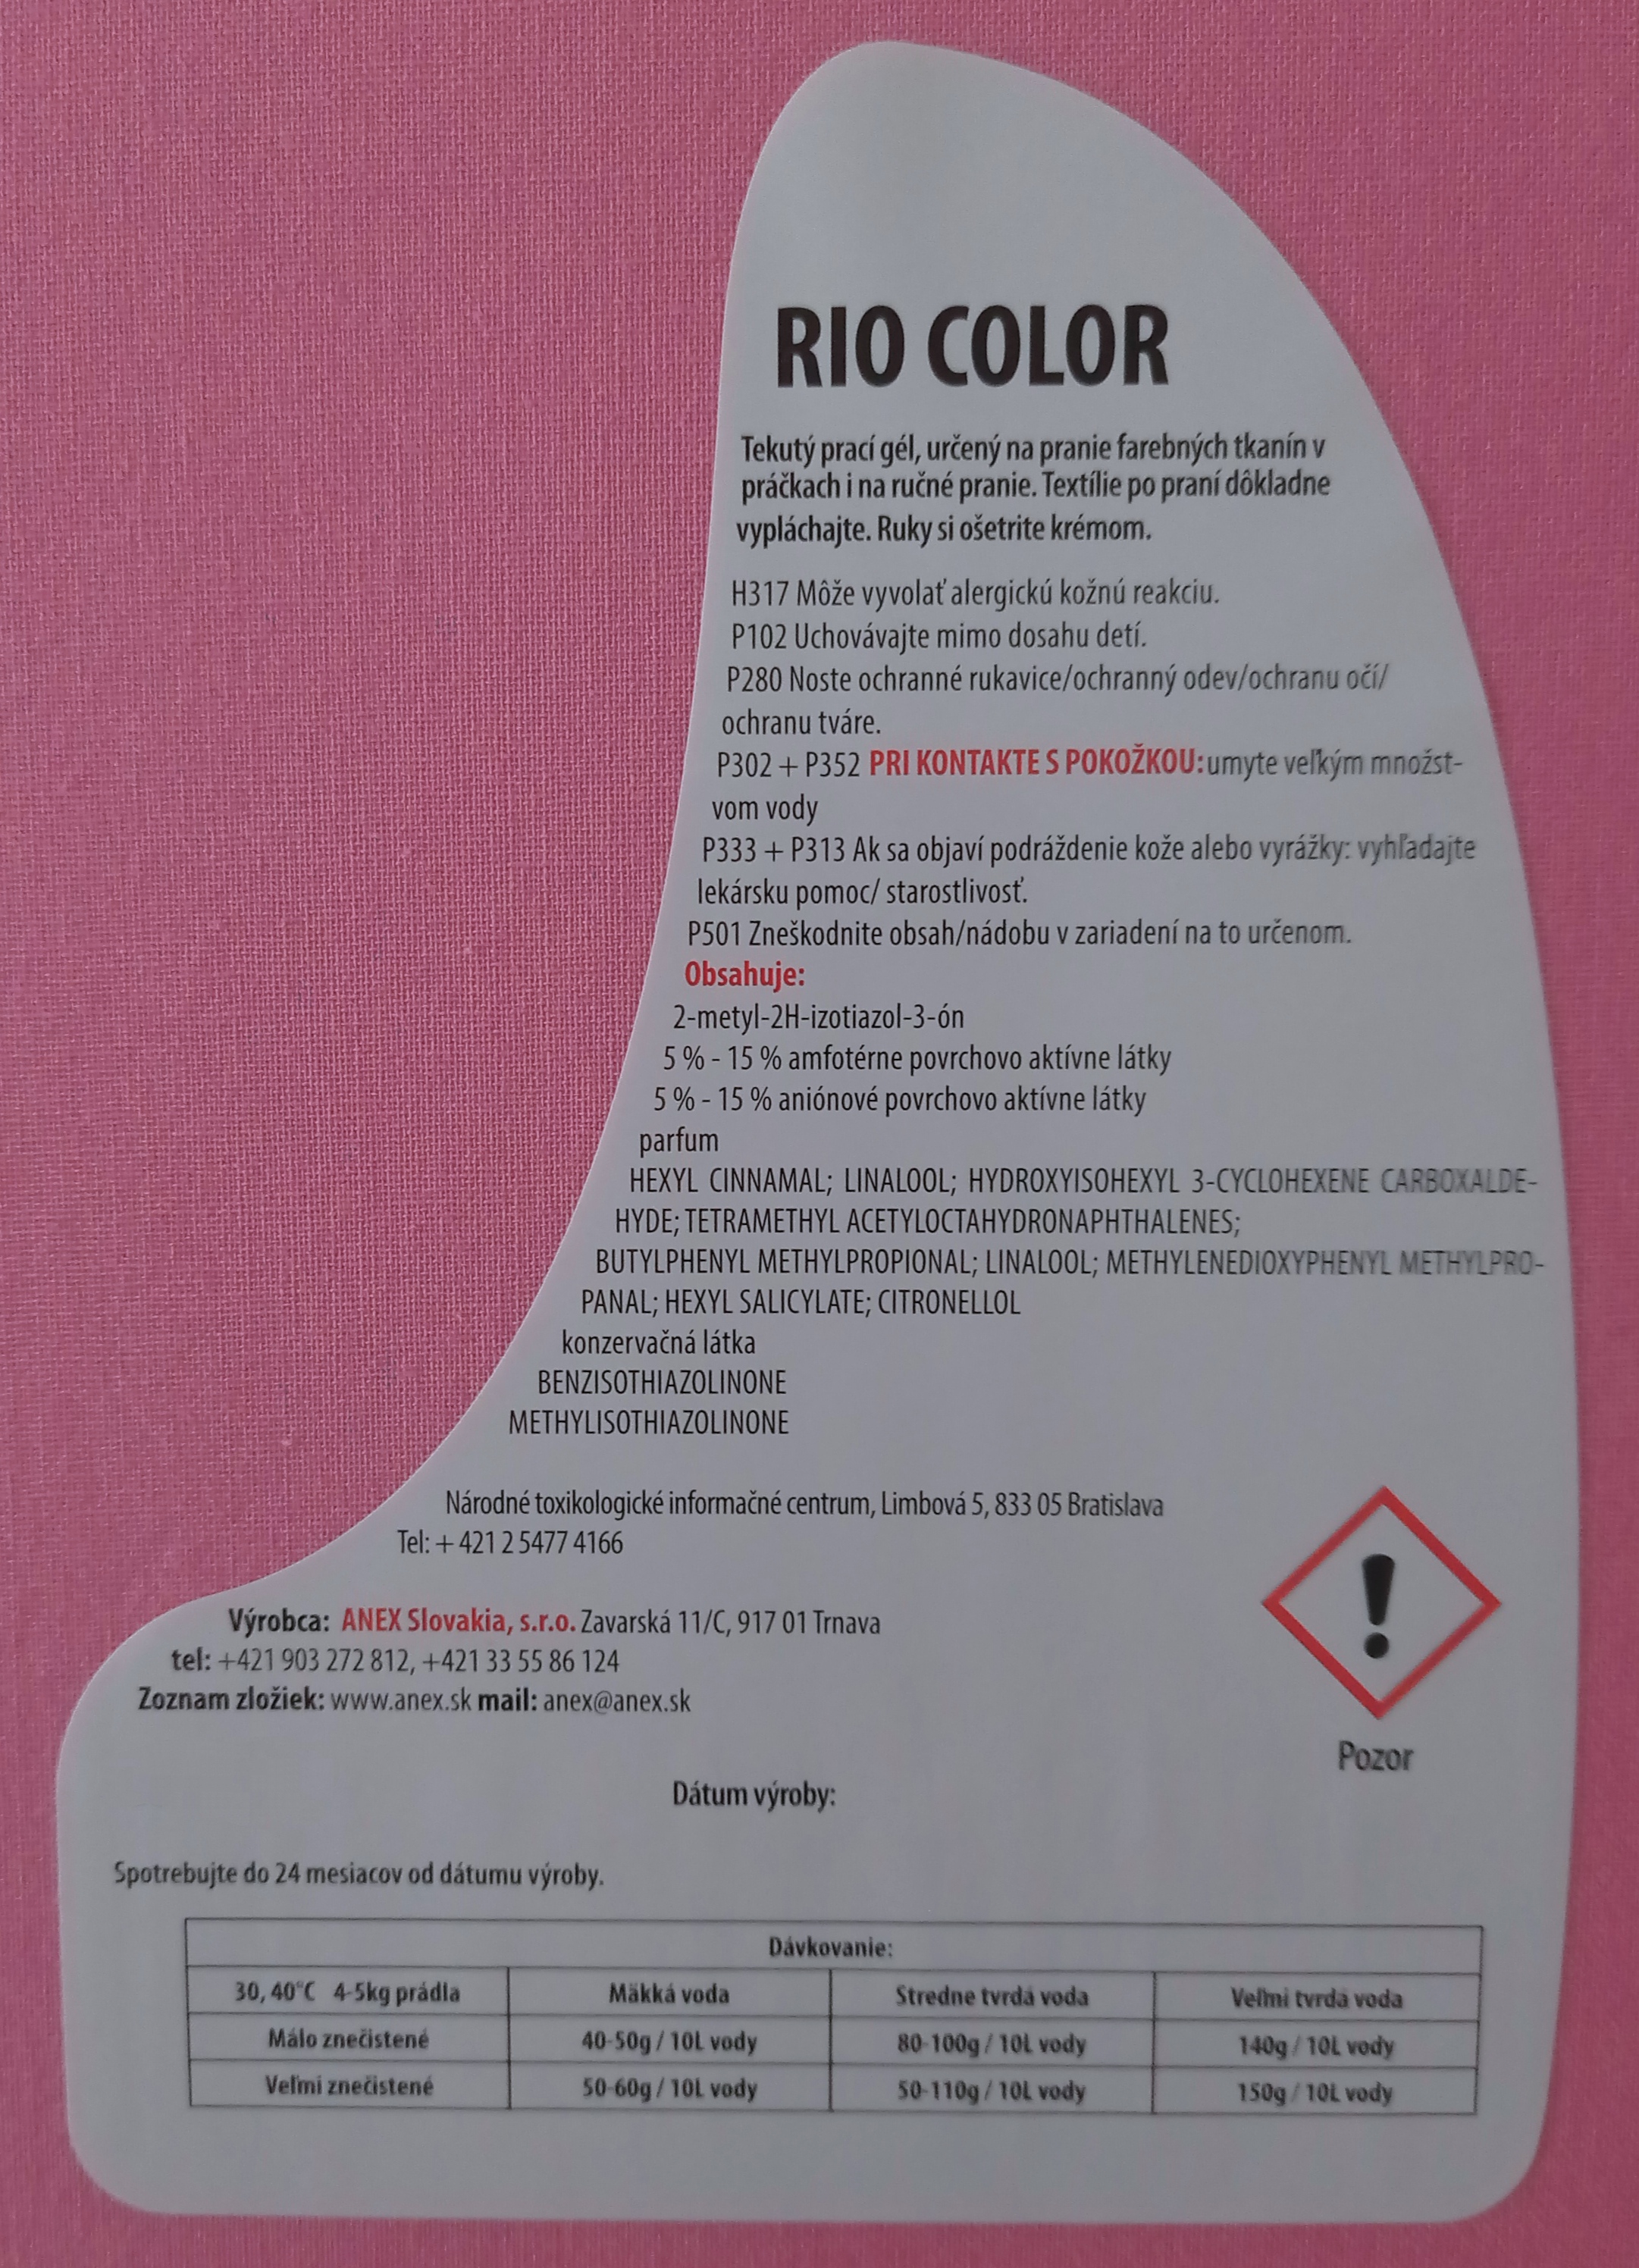 RIO COLOR
Tekutý prací gél, určený na pranie farebných tkanín v
práčkach i na ručné pranie. Textílie po praní dôkladne
vypláchajte. Ruky si ošetrite krémom.
H317 Môže vyvolať alergickú kožnú reakciu.
P102 Uchovávajte mimo dosahu detí.
P280 Noste ochranné rukavice/ochranný odev/ochranu očí/
ochranu tváre.
P302 + P352 PRI KONTAKTE S POKOŽKOU: umyte veľkým množst-
vom vody
P333 + P313 Ak sa objaví podráždenie kože alebo vyrážky: vyhľadajte
lekársku pomoc/ starostlivosť.
P501 Zneškodnite obsah/nádobu v zariadení na to určenom.
Obsahuje:
2-metyl-2H-izotiazol-3-ón
5 % - 15 % amfotérne povrchovo aktívne látky
5 % - 15 % aniónové povrchovo aktívne látky
parfum
HEXYL CINNAMAL; LINALOOL; HYDROXYISOHEXYL 3-CYCLOHEXENE CARBOXALDE-
HYDE; TETRAMETHYL ACETYLOCTAHYDRONAPHTHALENES;
BUTYLPHENYL METHYLPROPIONAL; LINALOOL; METHYLENEDIOXYPHENYL METHYLPRO-
PANAL; HEXYL SALICYLATE; CITRONELLOL
konzervačná látka
BENZISOTHIAZOLINONE
METHYLISOTHIAZOLINONE
Národné toxikologické informačné centrum, Limbová 5, 833 05 Bratislava
Tel: + 421 2 5477 4166
Výrobca: ANEX Slovakia, s.r.o. Zavarská 11/C, 917 01 Trnava
tel: +421 903 272 812, +421 33 55 86 124
Zoznam zložiek: www.anex.sk mail: anex@anex.sk
Pozor
Dátum výroby:
Spotrebujte do 24 mesiacov od dátumu výroby.
Dávkovanie:
30, 40°C 4-5kg prádla Mäkká voda Stredne tvrdá voda Veľmi tvrdá voda
Málo znečistené 40-50g / 10L vody 80-100g / 10L vody 140g / 10L vody
Veľmi znečistené 50-60g / 10L vody 50-110g / 10L vody 150g / 10L vody